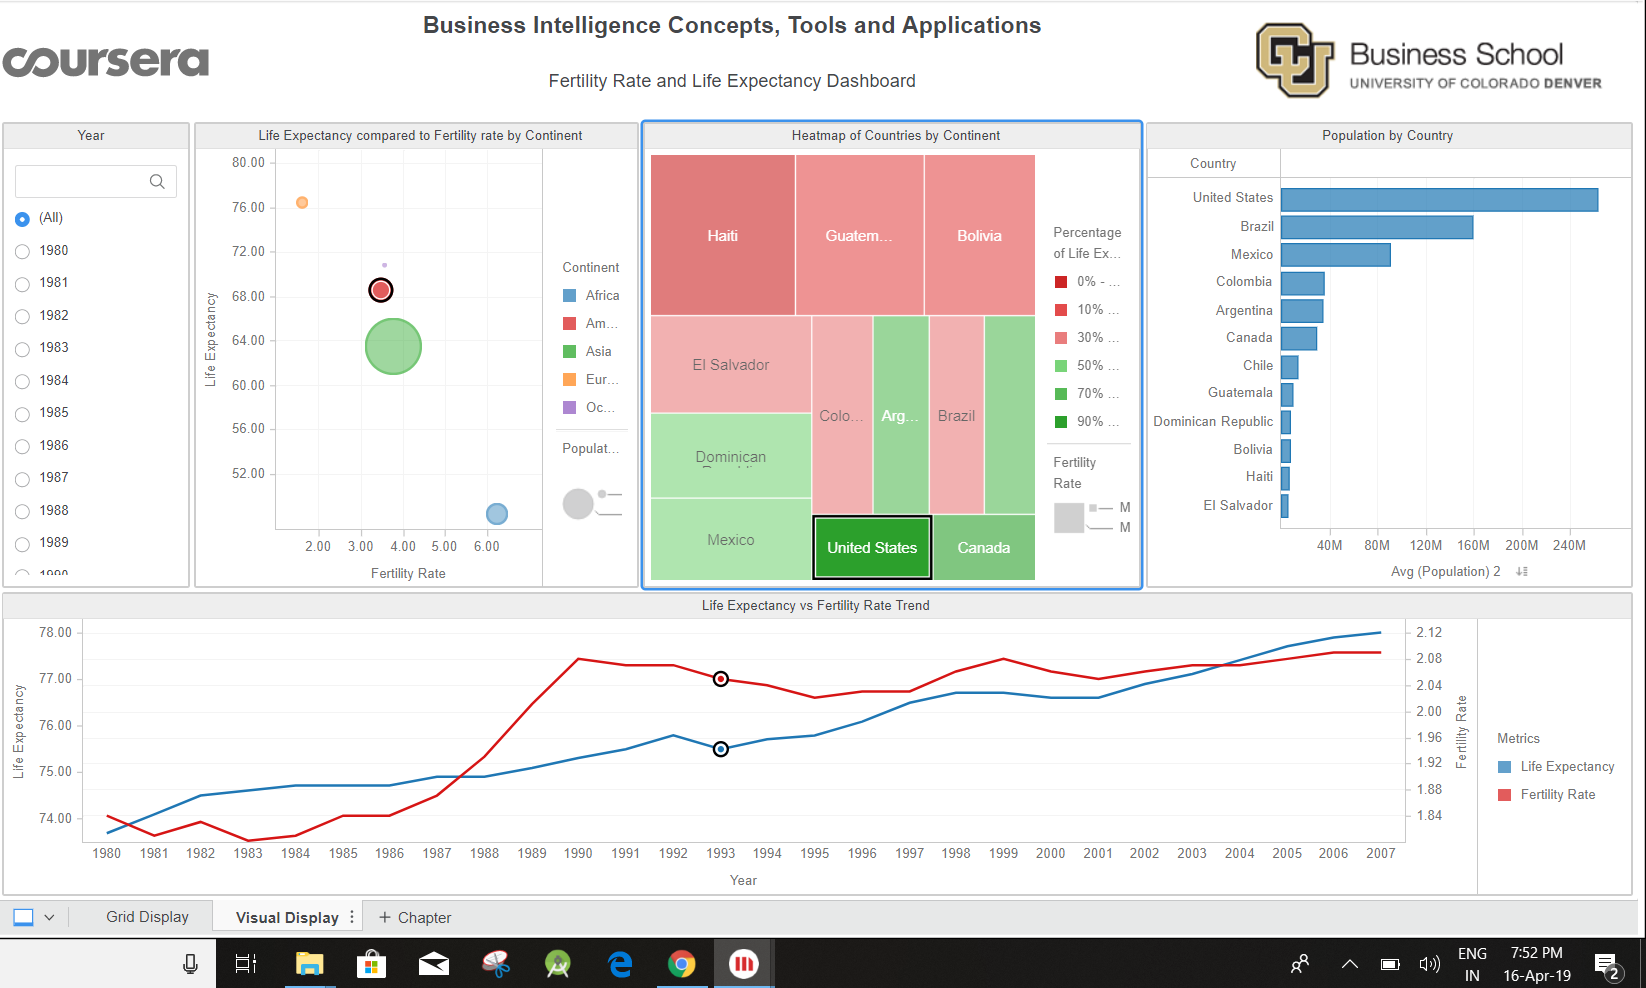 Business Intelligence Concepts, Tools and Applications
coursera
Fertility Rate and Life Expectancy Dashboard
CU
Business School
UNIVERSITY OF COLORADO DENVER
Year
(All)
1980
1981
1982
1983
1984
1985
1986
1987
1988
1989
Life Expectancy compared to Fertility rate by Continent
Life Expectancy
80.00
76.00
72.00
68.00
64.00
60.00
56.00
52.00
2.00 3.00 4.00 5.00 6.00
Fertility Rate
Continent
Africa
Am...
Asia
Eur...
Oc...
Populat...
Heatmap of Countries by Continent
Haiti
Guatem...
Bolivia
El Salvador
Colo...
Arg...
Brazil
Dominican
Mexico
United States
Canada
Percentage
of Life Ex...
0% - ...
10% ...
30% ...
50% ...
70% ...
90% ...
Fertility
Rate
M
M
Population by Country
Country
United States
Brazil
Mexico
Colombia
Argentina
Canada
Chile
Guatemala
Dominican Republic
Bolivia
Haiti
El Salvador
40M 80M 120M 160M 200M 240M
Avg (Population) 2
Life Expectancy vs Fertility Rate Trend
Life Expectancy
78.00
77.00
76.00
75.00
74.00
2.12
2.08
2.04
2.00
1.96
1.92
1.88
1.84
Fertility Rate
1980 1981 1982 1983 1984 1985 1986 1987 1988 1989 1990 1991 1992 1993 1994 1995 1996 1997 1998 1999 2000 2001 2002 2003 2004 2005 2006 2007
Year
Metrics
Life Expectancy
Fertility Rate
Grid Display
Visual Display
+ Chapter
ENG
IN
7:52 PM
16-Apr-19
2